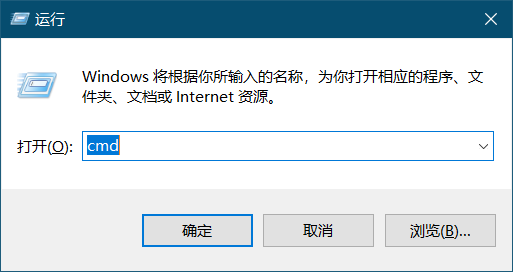 运行
Windows 将根据你所输入的名称，为你打开相应的程序、文
件夹、文档或 Internet 资源。
打开(O): cmd
确定 取消 浏览(B)...